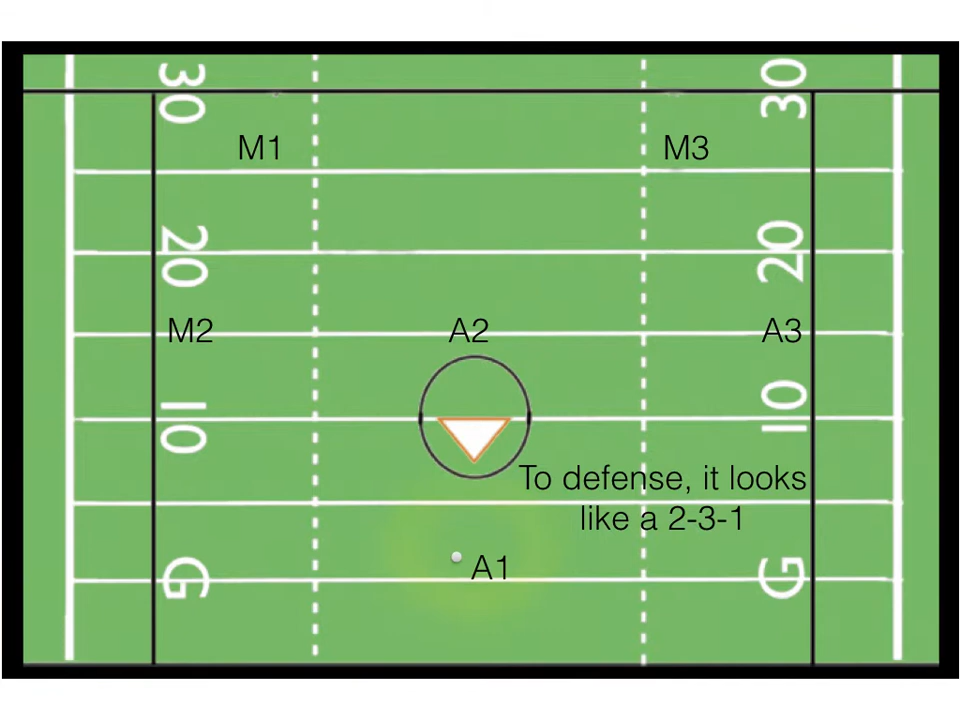 30 30
M1 M3
20 20
M2 A2 A3
10 10
To defense, it looks
like a 2-3-1
A1
G G